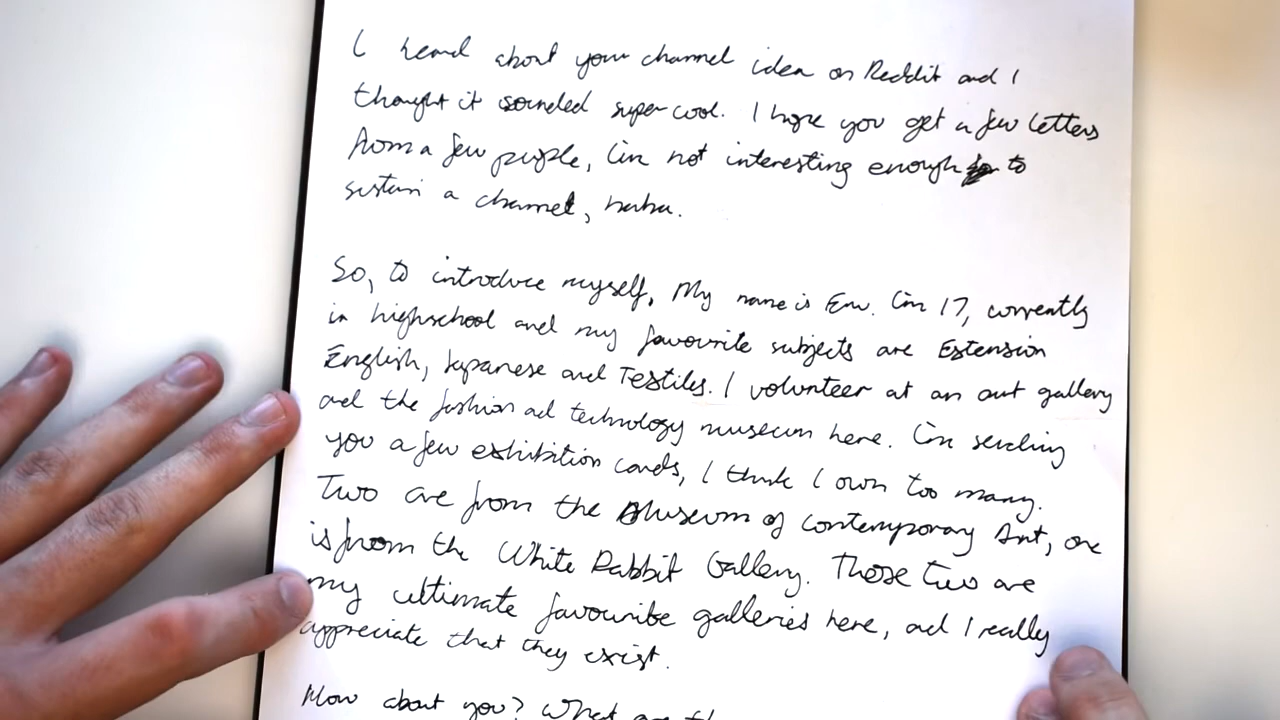 I heard about your channel idea on Reddit and I
thought it sounded super cool. I hope you get a few letters
from a few people, I'm not interesting enough to
sustain a channel, haha.
So, to introduce myself, My name is Em. I'm 17, currently
in highschool and my favourite subjects are Extension
English, Japanese and Textiles. I volunteer at an art gallery
and the fashion and technology museum here. I'm sending
you a few exhibition cards, I think I own too many.
Two are from the Museum of Contemporary Art, one
is from the White Rabbit Gallery. Those two are
my ultimate favourite galleries here, and I really
appreciate that they exist.
How about you? What are